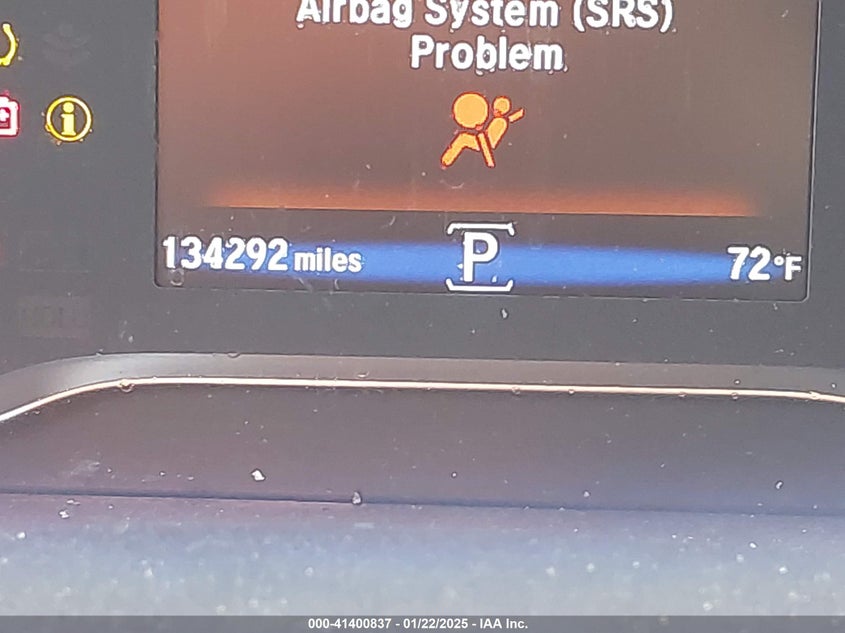 Airbag System (SRS)
Problem
134292 miles
P
72°F
000-41400837 - 01/22/2025 - IAA Inc.